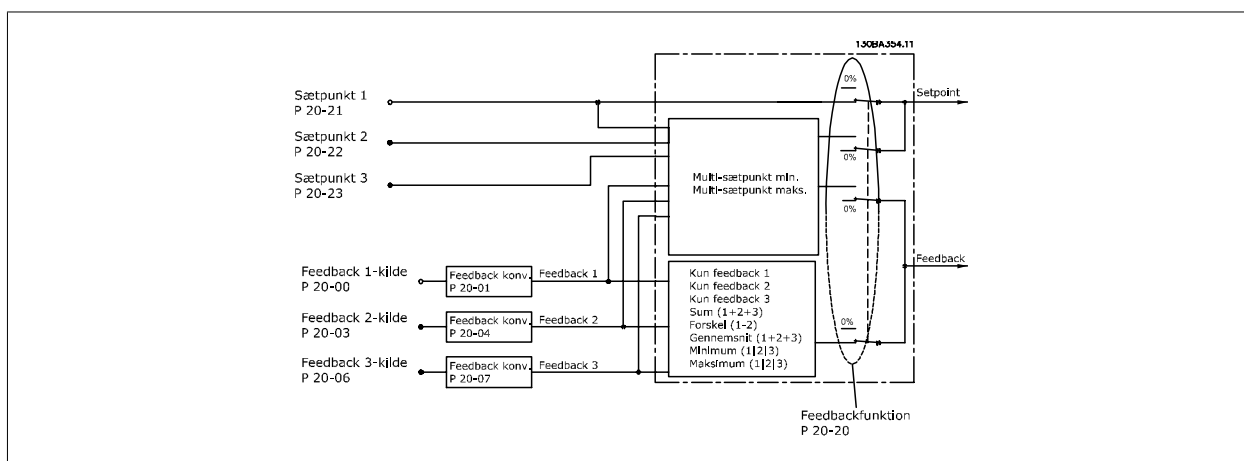 130BA354.11
0%
Setpoint
Sætpunkt 1
P 20-21
Sætpunkt 2
P 20-22
0%
Sætpunkt 3
P 20-23
Multi-sætpunkt min.
Multi-sætpunkt maks.
0%
Feedback
Feedback 1-kilde
P 20-00
Feedback konv.
P 20-01
Feedback 1
Feedback 2-kilde
P 20-03
Feedback konv.
P 20-04
Feedback 2
Feedback 3-kilde
P 20-06
Feedback konv.
P 20-07
Feedback 3
Kun feedback 1
Kun feedback 2
Kun feedback 3
Sum (1+2+3)
Forskel (1-2)
Gennemsnit (1+2+3)
Minimum (1|2|3)
Maksimum (1|2|3)
0%
Feedbackfunktion
P 20-20